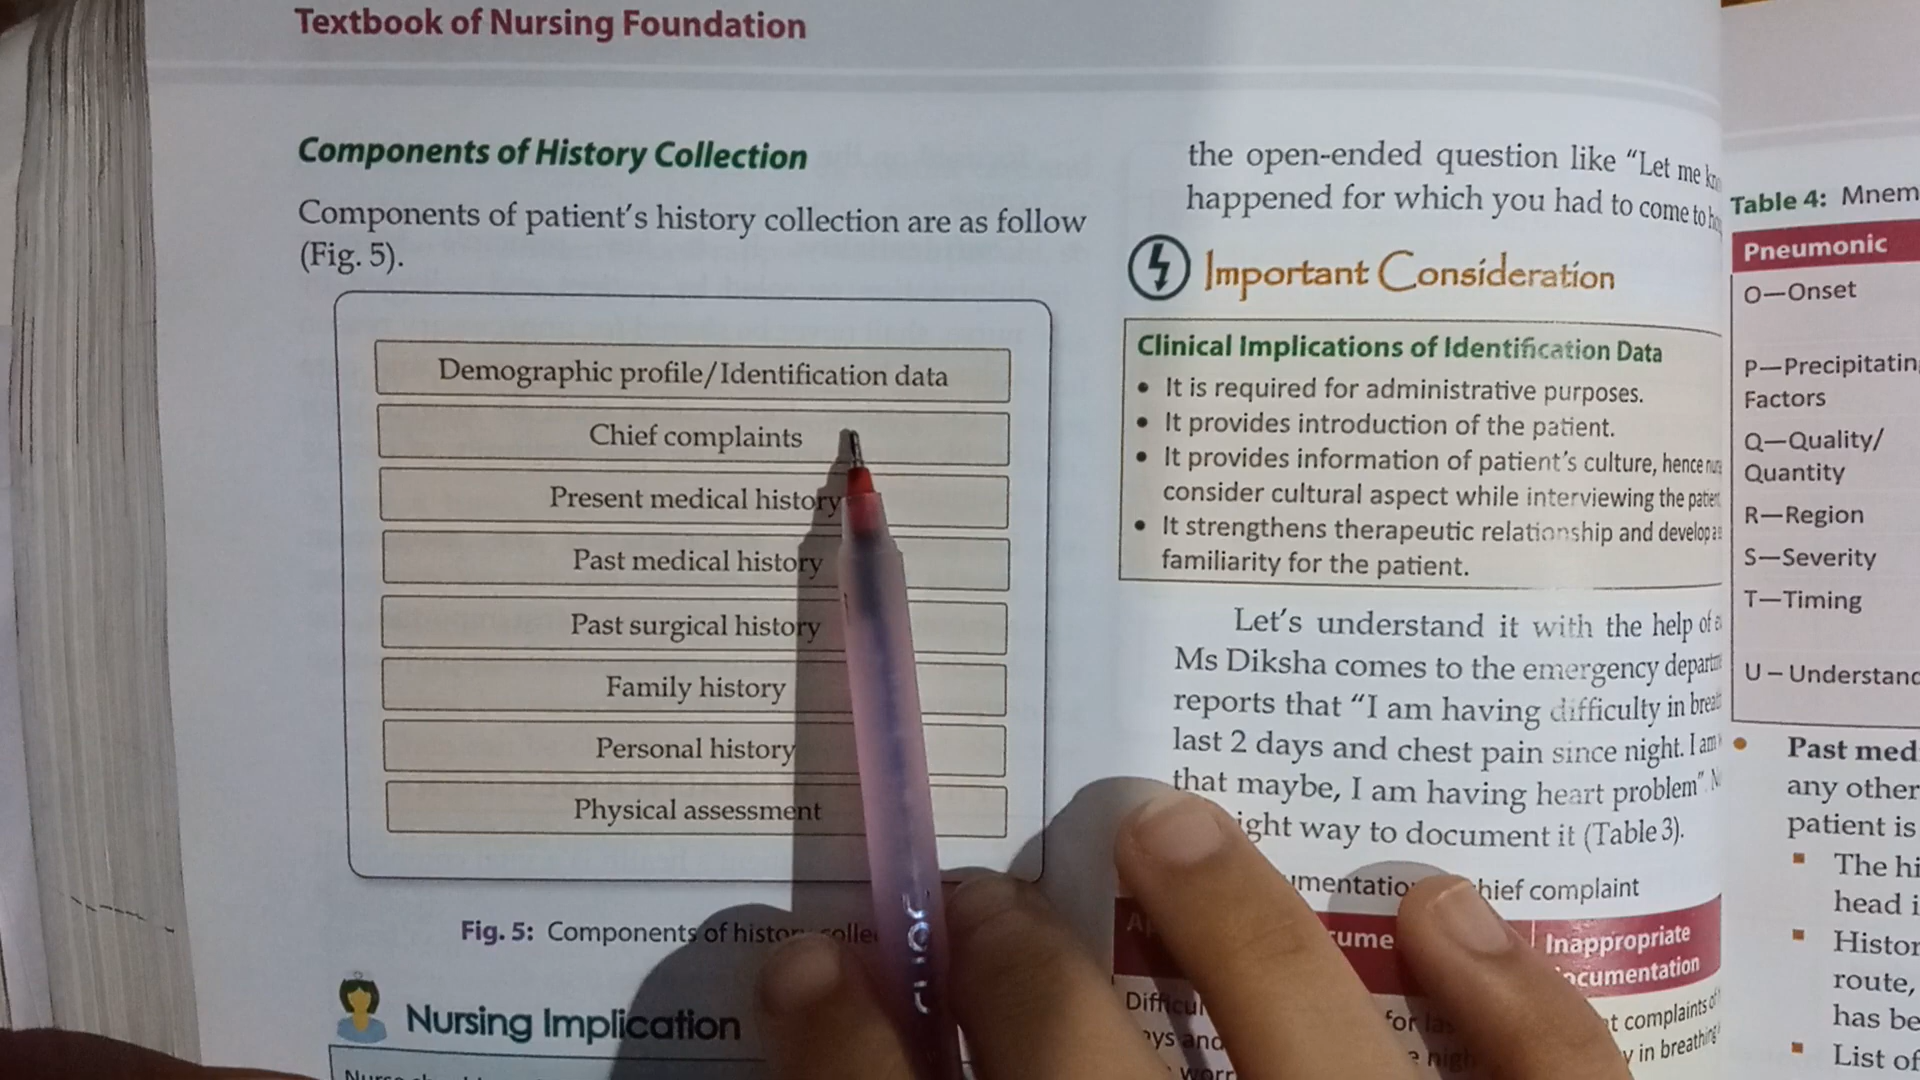 Textbook of Nursing Foundation
Components of History Collection
Components of patient's history collection are as follow
(Fig. 5).
Demographic profile/Identification data
Chief complaints
Present medical history
Past medical history
Past surgical history
Family history
Personal history
Physical assessment
Fig. 5: Components of
Nursing Implication
the open-ended question like "Let me
happened for which you had to come to
Important Consideration
Clinical Implications of Identification Data
• It is required for administrative purposes.
• It provides introduction of the patient.
• It provides information of patient's culture, hence
consider cultural aspect while interviewing the
• It strengthens therapeutic relationship and develop
familiarity for the patient.
Let's understand it with the help of
Ms Diksha comes to the emergency
reports that "I am having difficulty in
last 2 days and chest pain since night. I am
that maybe, I am having heart problem".
way to document it (Table 3).
chief complaint
Inappropriate
complaints of
in breathing
Table 4:
Pneumonic
O—Onset
P—Precipitating
Factors
Q—Quality/
Quantity
R—Region
S—Severity
T—Timing
U – Understand
• Past
any other
patient is
▪ The
head
▪
route,
has
▪ List of